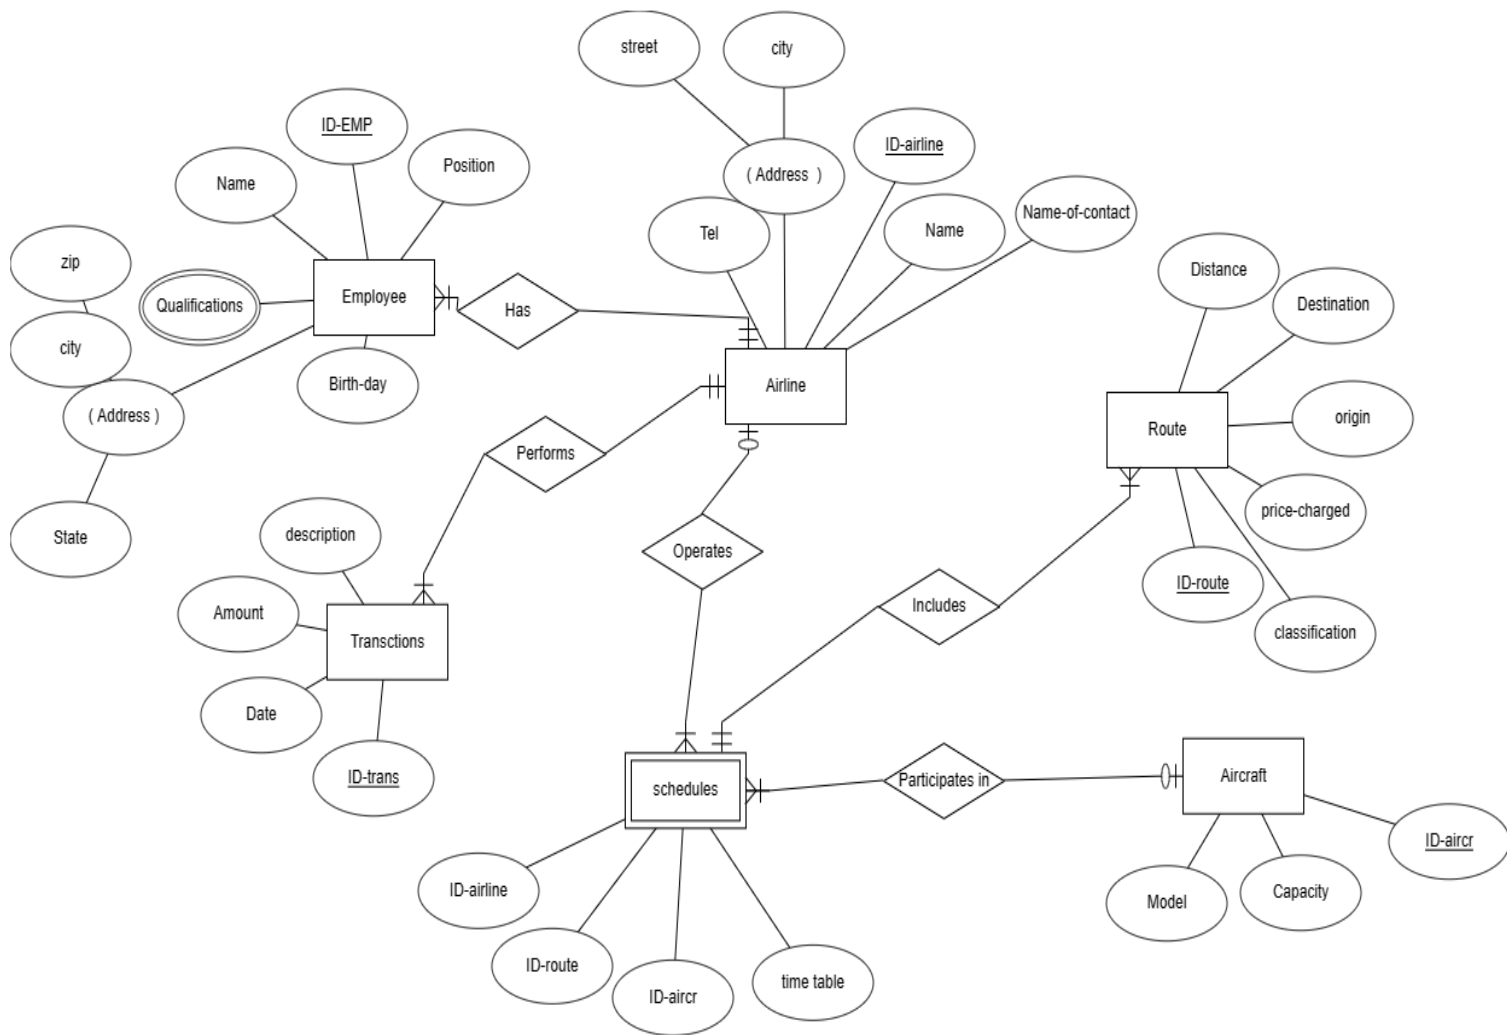 street
city
ID-EMP
ID-airline
Position
( Address )
Name
Name-of-contact
Tel
Name
zip
Distance
Qualifications
Employee
Has
Destination
city
Birth-day
Airline
( Address )
origin
Route
Performs
price-charged
State
description
Operates
ID-route
Includes
Amount
classification
Transctions
Date
ID-trans
schedules
Participates in
Aircraft
ID-aircr
ID-airline
Model
Capacity
ID-route
ID-aircr
time table